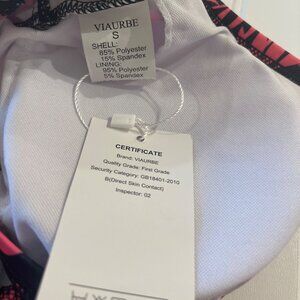 VIAURBE
S
SHELL:
85% Polyester
15% Spandex
LINING:
95% Polyester
5% Spandex
CERTIFICATE
Brand: VIAURBE
Quality Grade: First Grade
Security Category: GB18401-2010
B(Direct Skin Contact)
Inspector: 02